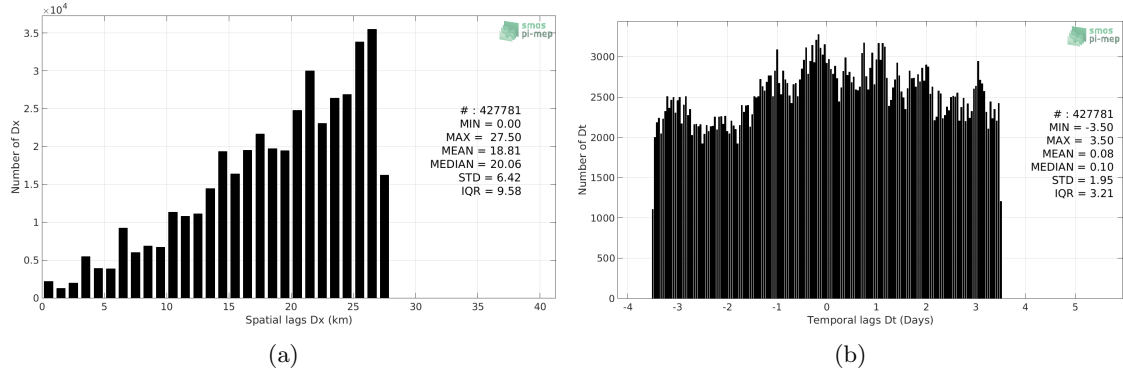 ×10⁴
3.5
3
2.5
2
1.5
1
0.5
0
Number of Dx
0 5 10 15 20 25 30 35 40
Spatial lags Dx (km)
smos
pi-mep
# : 427781
MIN = 0.00
MAX = 27.50
MEAN = 18.81
MEDIAN = 20.06
STD = 6.42
IQR = 9.58
(a)
3000
2500
2000
1500
1000
500
0
Number of Dt
-4 -3 -2 -1 0 1 2 3 4 5
Temporal lags Dt (Days)
smos
pi-mep
# : 427781
MIN = -3.50
MAX = 3.50
MEAN = 0.08
MEDIAN = 0.10
STD = 1.95
IQR = 3.21
(b)